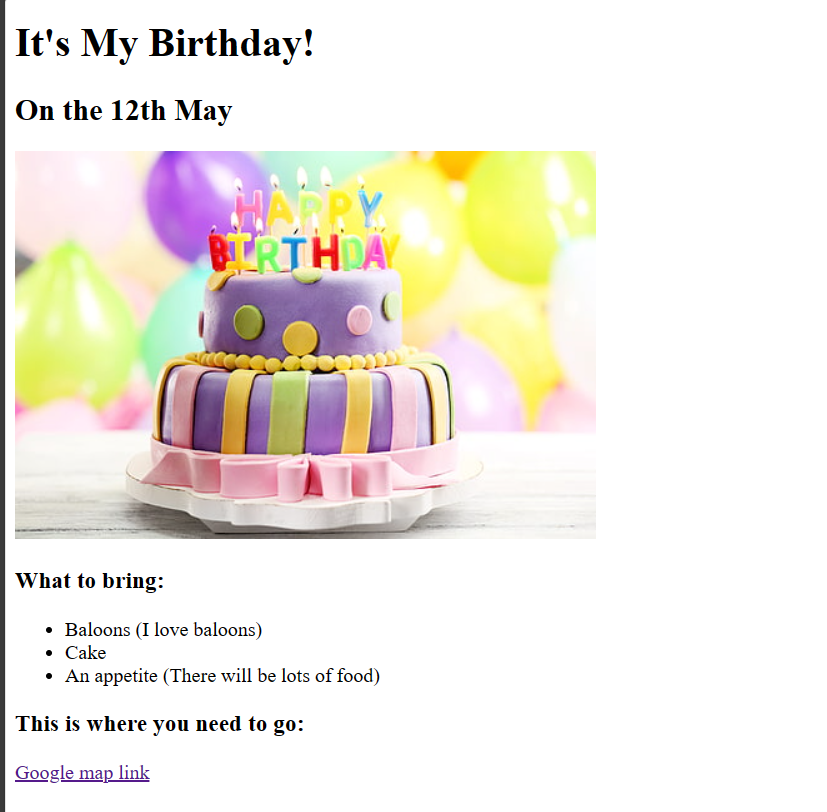 It's My Birthday!
On the 12th May
HAPPY
BIRTHDAY
What to bring:
Baloons (I love baloons)
Cake
An appetite (There will be lots of food)
This is where you need to go:
Google map link